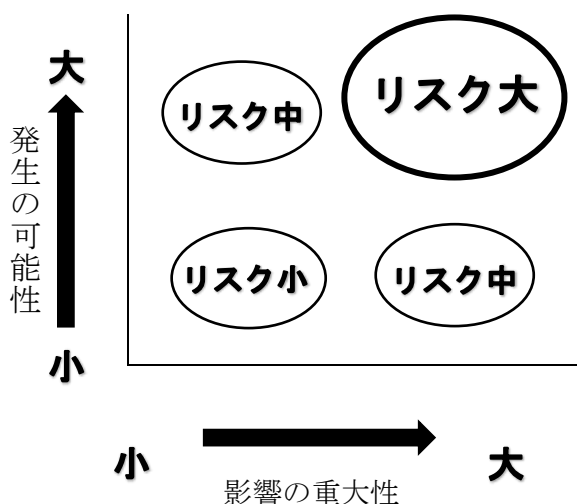 大
リスク中
リスク大
発生の可能性
リスク小
リスク中
小
小
大
影響の重大性